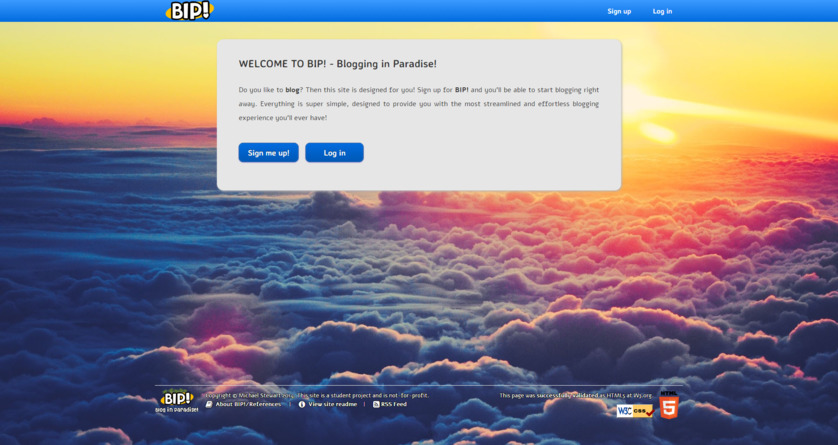 BIP!
Sign up
Log in
WELCOME TO BIP! - Blogging in Paradise!
Do you like to blog? Then this site is designed for you! Sign up for BIP! and you'll be able to start blogging right
away. Everything is super simple, designed to provide you with the most streamlined and effortless blogging
experience you'll ever have!
Sign me up!
Log in
BIP!
Blog in Paradise!
Copyright © Michael Stewart This site is a student project and is not-for-profit.
About BIP!/References | View site readme | RSS Feed
This page was successfully validated as HTML5 at W3.org
W3C css
HTML
5